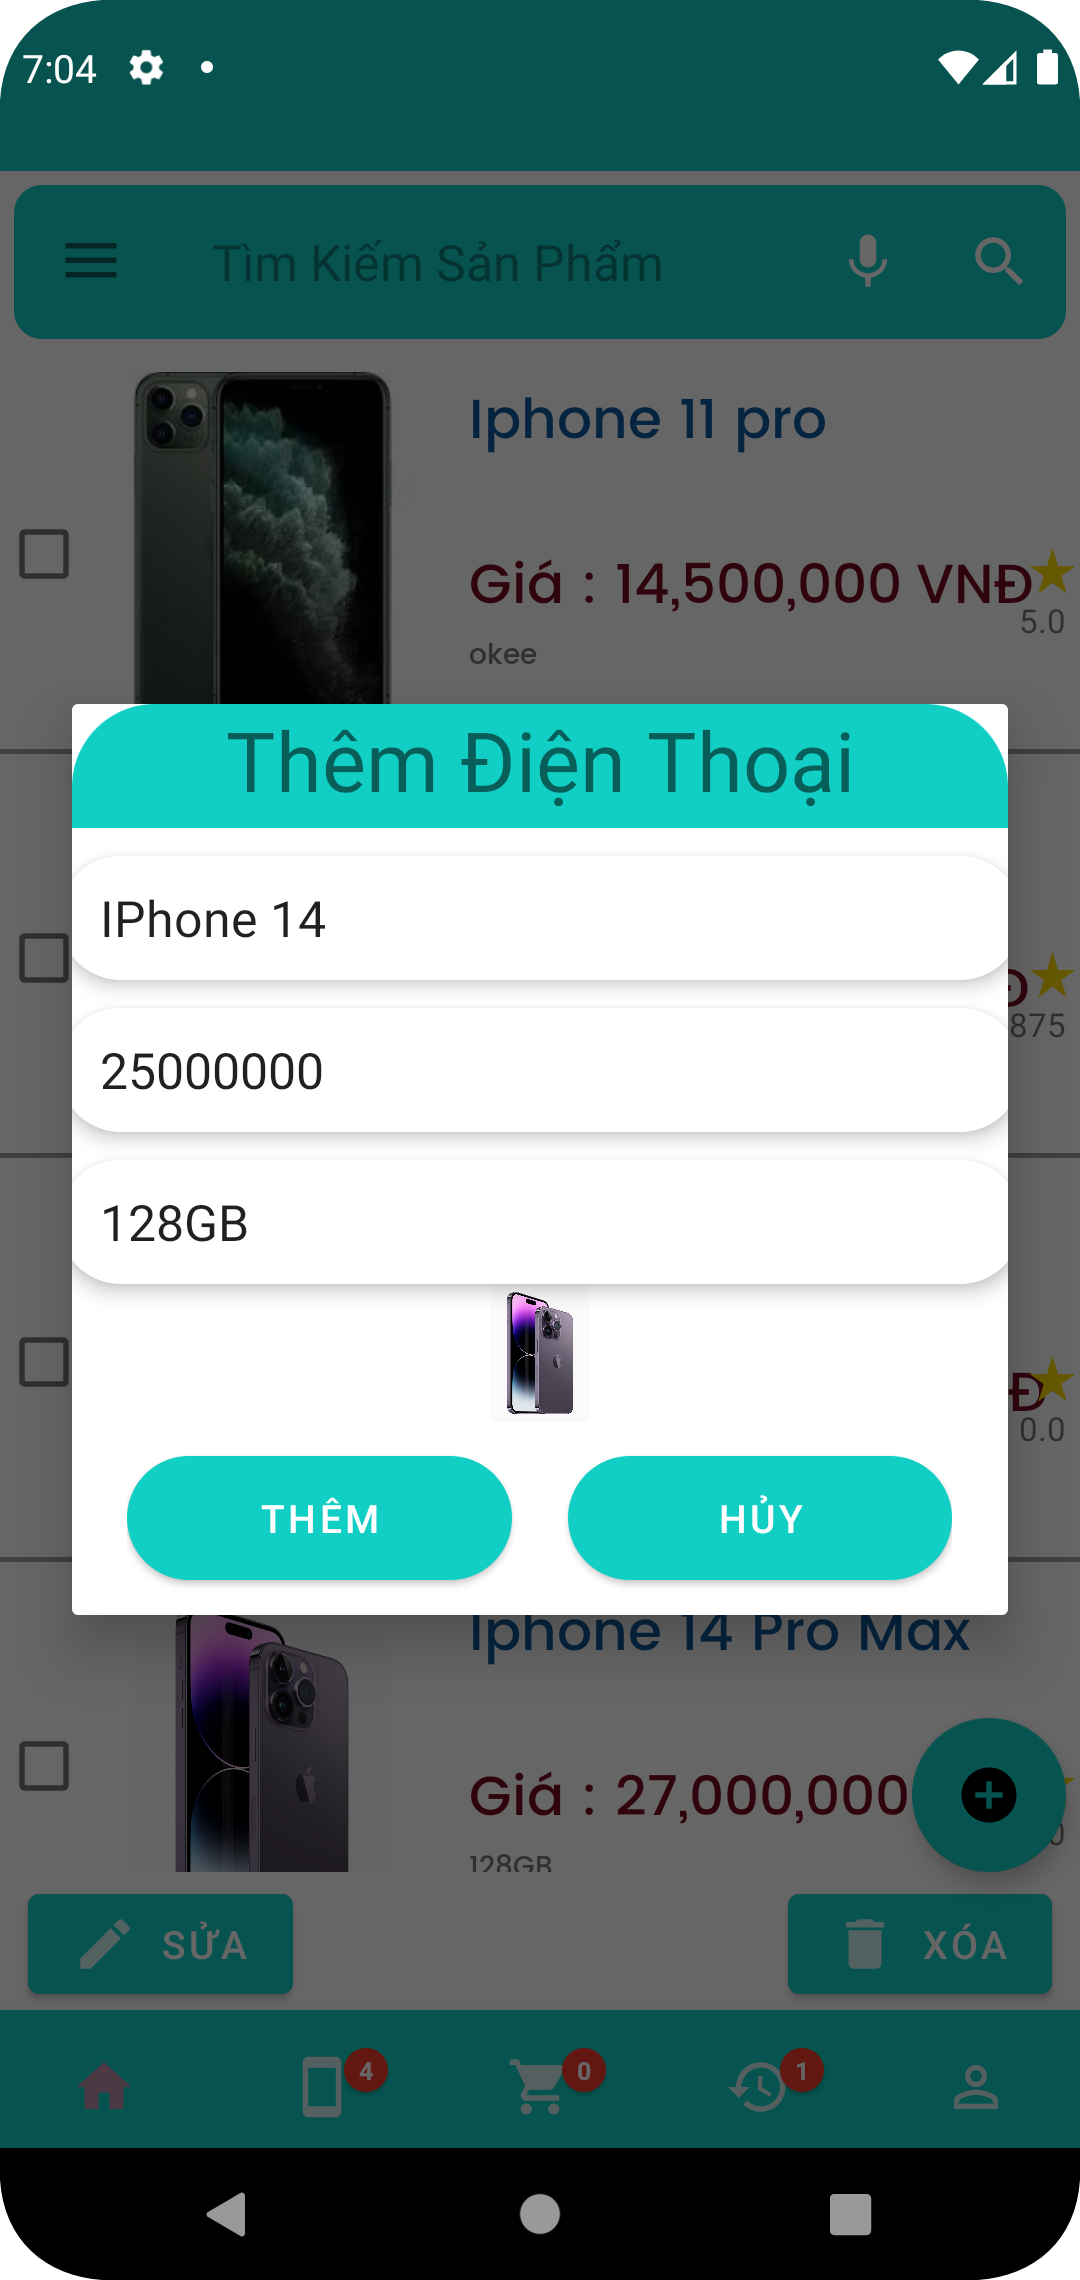 7:04
Tìm Kiếm Sản Phẩm
Iphone 11 pro
Giá : 14,500,000 VNĐ
5.0
okee
Thêm Điện Thoại
IPhone 14
25000000
Đ
875
128GB
Đ
0.0
THÊM
HỦY
Iphone 14 Pro Max
Giá : 27,000,000
0
128GB
SỬA
XÓA
4
0
1